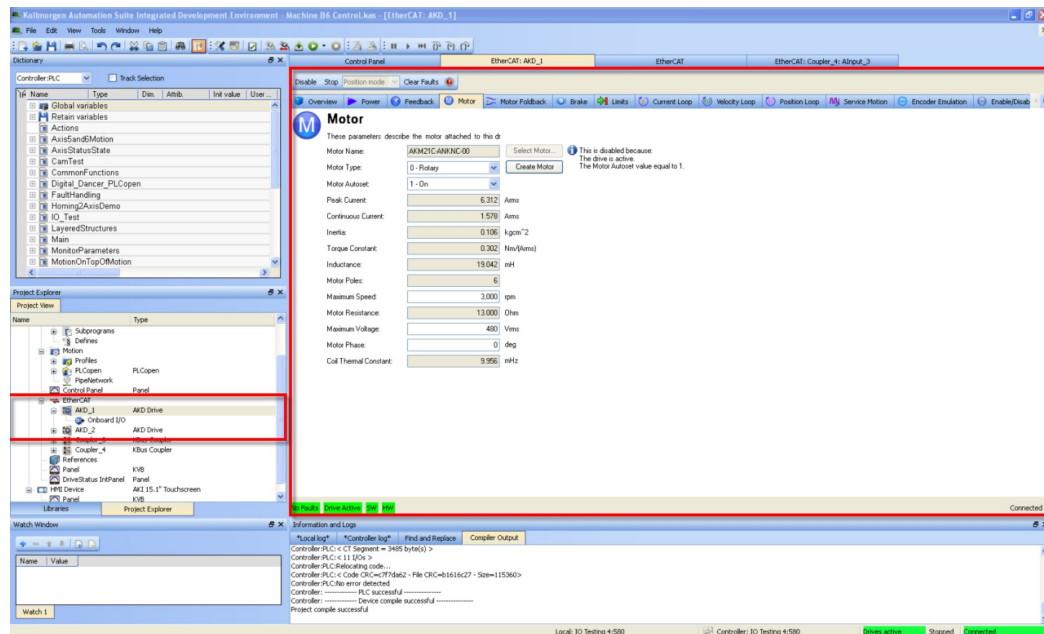 Kollmorgen Automation Suite Integrated Development Environment - Machine B6 Control.kas - [EtherCAT: AKD_1]
File Edit View Tools Window Help
Dictionary
Controller:PLC Track Selection
Name Type Dim. Attrib. Init value User ...
Global variables
Retain variables
Actions
Axis5and6Motion
AxisStatusState
CamTest
CommonFunctions
Digital_Dancer_PLCopen
FaultHandling
Homing2AxisDemo
IO_Test
LayeredStructures
Main
MonitorParameters
MotionOnTopOfMotion
Project Explorer
Project View
Name Type
Subprograms
Defines
Motion
Profiles
PLCopen PLCopen
PipeNetwork
Control Panel Panel
EtherCAT
AKD_1 AKD Drive
Onboard I/O
AKD_2 AKD Drive
Coupler_3 KBus Coupler
Coupler_4 KBus Coupler
References
Panel KVB
DriveStatus IntPanel Panel
HMI Device AKI 15.1" Touchscreen
Panel KVB
Libraries Project Explorer
Watch Window
Name Value
Watch 1
Control Panel EtherCAT: AKD_1 EtherCAT EtherCAT: Coupler_4: AInput_3
Disable Stop Position mode Clear Faults
Overview Power Feedback Motor Motor Foldback Brake Limits Current Loop Velocity Loop Position Loop Service Motion Encoder Emulation Enable/Disab
Motor
These parameters describe the motor attached to this dr
Motor Name: AKM21C-ANKNC-00 Select Motor... This is disabled because:
The drive is active.
The Motor Autoset value equal to 1.
Motor Type: 0 - Rotary Create Motor
Motor Autoset: 1 - On
Peak Current: 6.312 Arms
Continuous Current: 1.578 Arms
Inertia: 0.106 kgcm^2
Torque Constant: 0.302 Nm/(Arms)
Inductance: 19.042 mH
Motor Poles: 6
Maximum Speed: 3,000 rpm
Motor Resistance: 13.000 Ohm
Maximum Voltage: 480 Vrms
Motor Phase: 0 deg
Coil Thermal Constant: 9.956 mHz
No Faults Drive Active SW HW Connected
Information and Logs
*Local log* *Controller log* Find and Replace Compiler Output
Controller:PLC:< CT Segment = 3485 byte(s) >
Controller:PLC:< 11 I/Os >
Controller:PLC:Relocating code...
Controller:PLC:< Code CRC=c7f7da62 - File CRC=b1616c27 - Size=115360>
Controller:PLC:No error detected
Controller: -------------- PLC successful --------------
Controller: -------------- Device compile successful --------------
Project compile successful
Local: IO Testing 4:580 Controller: IO Testing 4:580 Drives active Stopped Connected